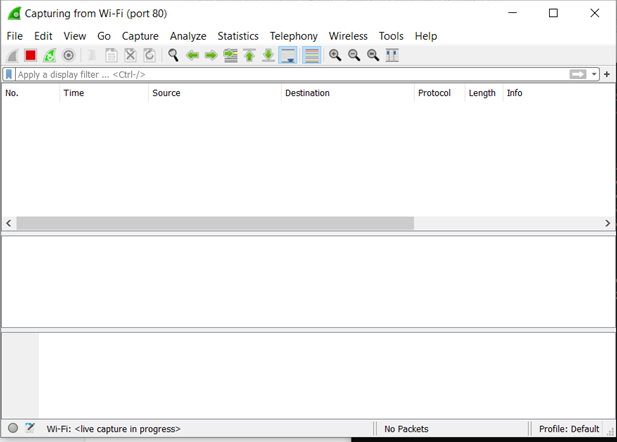 Capturing from Wi-Fi (port 80)
File Edit View Go Capture Analyze Statistics Telephony Wireless Tools Help
Apply a display filter ... <Ctrl-/>
No. Time Source Destination Protocol Length Info
Wi-Fi: <live capture in progress> No Packets Profile: Default